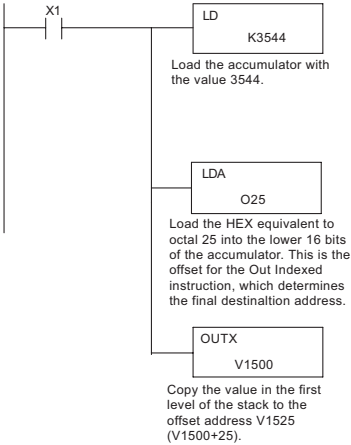 X1
LD
K3544
Load the accumulator with
the value 3544.
LDA
O25
Load the HEX equivalent to
octal 25 into the lower 16 bits
of the accumulator. This is the
offset for the Out Indexed
instruction, which determines
the final destinaltion address.
OUTX
V1500
Copy the value in the first
level of the stack to the
offset address V1525
(V1500+25).